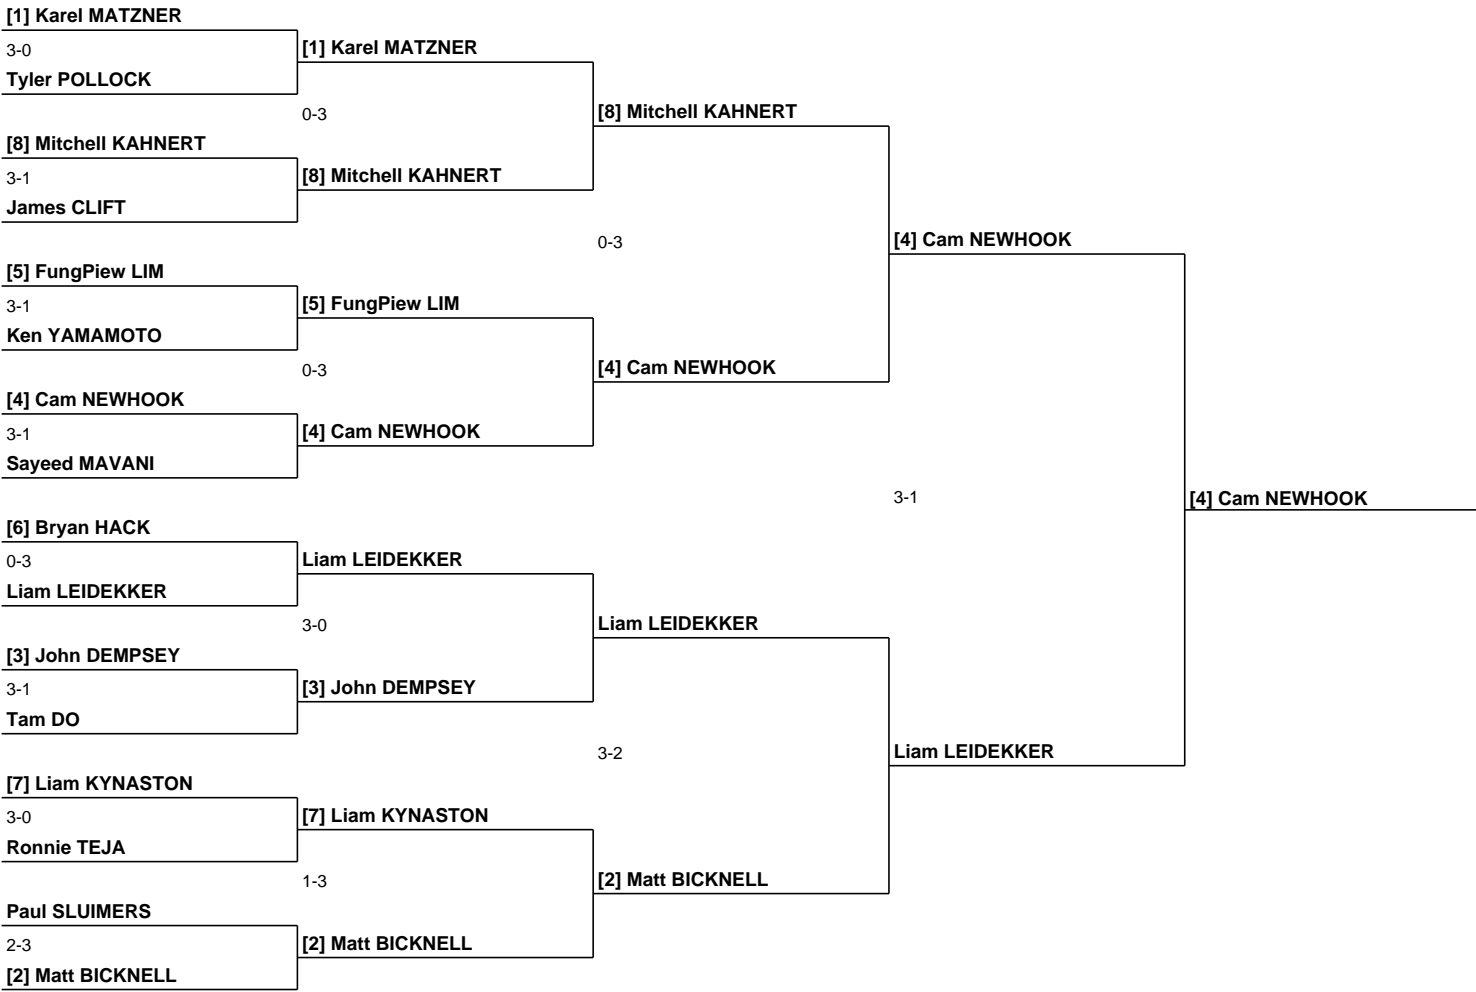 [1] Karel MATZNER
3-0
[1] Karel MATZNER
Tyler POLLOCK
0-3
[8] Mitchell KAHNERT
[8] Mitchell KAHNERT
3-1
[8] Mitchell KAHNERT
James CLIFT
0-3
[4] Cam NEWHOOK
[5] FungPiew LIM
3-1
[5] FungPiew LIM
Ken YAMAMOTO
0-3
[4] Cam NEWHOOK
[4] Cam NEWHOOK
3-1
[4] Cam NEWHOOK
Sayeed MAVANI
3-1
[4] Cam NEWHOOK
[6] Bryan HACK
0-3
Liam LEIDEKKER
Liam LEIDEKKER
3-0
Liam LEIDEKKER
[3] John DEMPSEY
3-1
[3] John DEMPSEY
Tam DO
3-2
Liam LEIDEKKER
[7] Liam KYNASTON
3-0
[7] Liam KYNASTON
Ronnie TEJA
1-3
[2] Matt BICKNELL
Paul SLUIMERS
2-3
[2] Matt BICKNELL
[2] Matt BICKNELL